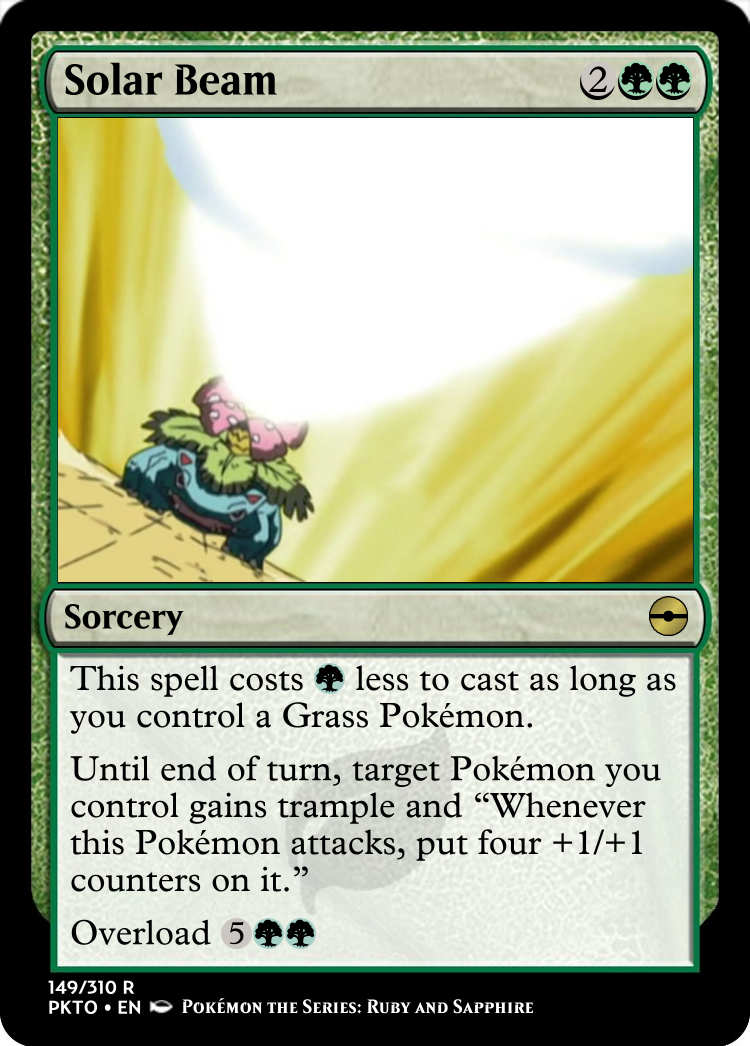 Solar Beam 2
This spell costs less to cast as long as
you control a Grass Pokémon.
Until end of turn, target Pokémon you
control gains trample and “Whenever
this Pokémon attacks, put four +1/+1
counters on it.”
Overload 5
Sorcery
149/310 R
PKTO • EN Pokémon the Series: Ruby and Sapphire